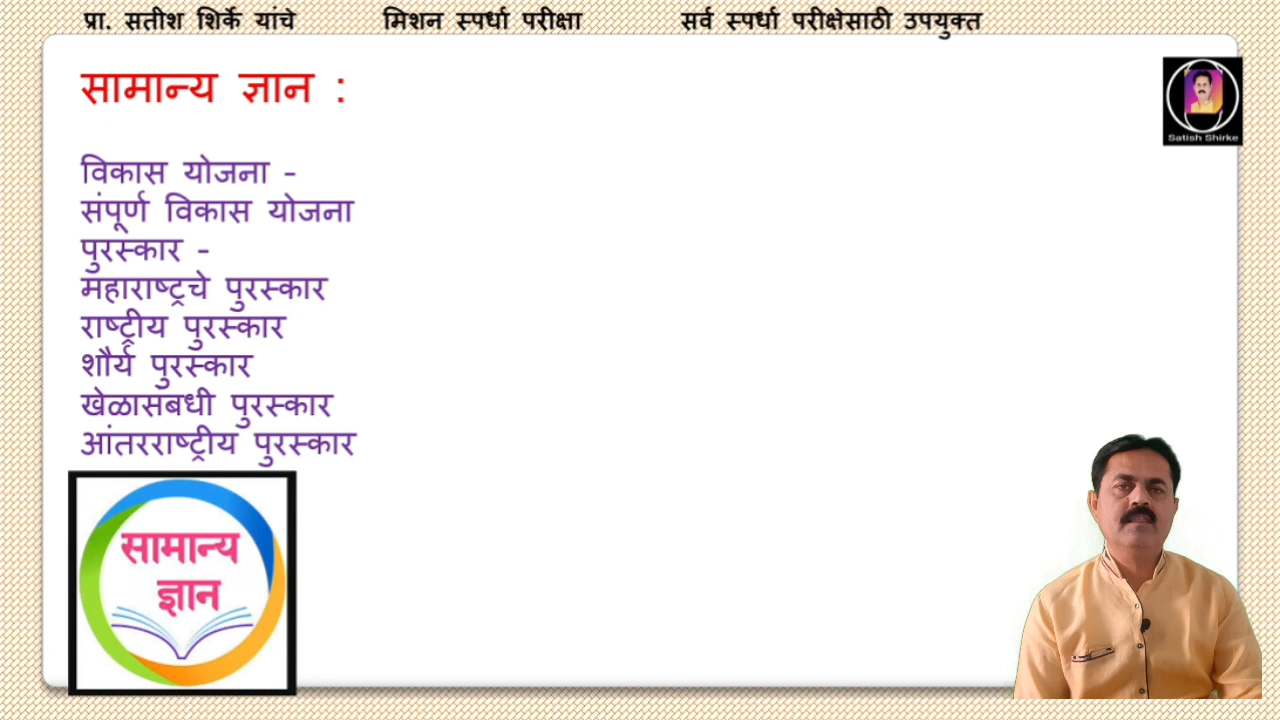 प्रा. सतीश शिर्के यांचे मिशन स्पर्धा परीक्षा सर्व स्पर्धा परीक्षेसाठी उपयुक्त
सामान्य ज्ञान :
Satish Shirke
विकास योजना -
संपूर्ण विकास योजना
पुरस्कार -
महाराष्ट्रचे पुरस्कार
राष्ट्रीय पुरस्कार
शौर्य पुरस्कार
खेळासबधी पुरस्कार
आंतरराष्ट्रीय पुरस्कार
सामान्य
ज्ञान